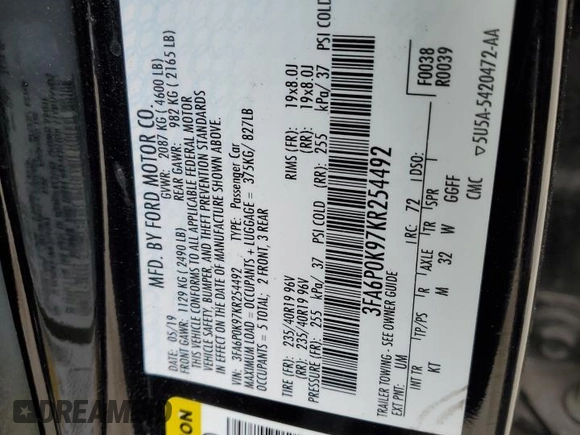 MFD. BY FORD MOTOR CO.
DATE: 05/19 GVWR: 2087 KG ( 4600 LB)
FRONT GAWR: 1129 KG ( 2490 LB) REAR GAWR: 982 KG ( 2165 LB)
THIS VEHICLE CONFORMS TO ALL APPLICABLE FEDERAL MOTOR
VEHICLE SAFETY, BUMPER, AND THEFT PREVENTION STANDARDS
IN EFFECT ON THE DATE OF MANUFACTURE SHOWN ABOVE.
VIN: 3FA6P0K97KR254492 TYPE: Passenger Car
MAXIMUM LOAD = OCCUPANTS + LUGGAGE = 375KG/ 827LB
OCCUPANTS : 5 TOTAL; 2 FRONT, 3 REAR
TIRE (FR): 235/40R19 96V RIMS (FR): 19x8.0J
(RR): 235/40R19 96V (RR): 19x8.0J
PRESSURE (FR): 255 kPa/ 37 PSI COLD (RR): 255 kPa/ 37 PSI COLD
3FA6P0K97KR254492 F0038
R0039
TRAILER TOWING - SEE OWNER GUIDE
EXT PNT: UM RC: 72 DSO:
INT TR TP/PS R AXLE TR SPR
KT M 32 W GGFF
CMC ▽5U5A-5420472-AA
ION
DREAMBID